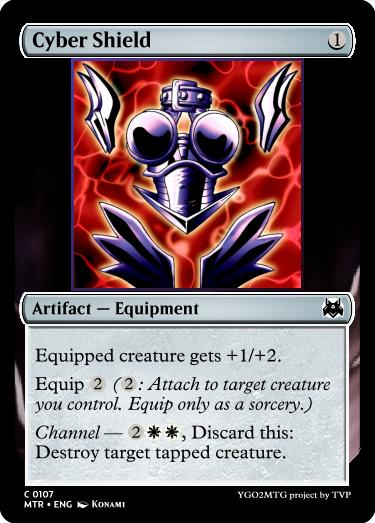 Cyber Shield 1
Artifact — Equipment
Equipped creature gets +1/+2.
Equip 2 (2: Attach to target creature
you control. Equip only as a sorcery.)
Channel — 2, Discard this:
Destroy target tapped creature.
C 0107
MTR • ENG KONAMI
YGO2MTG project by TVP